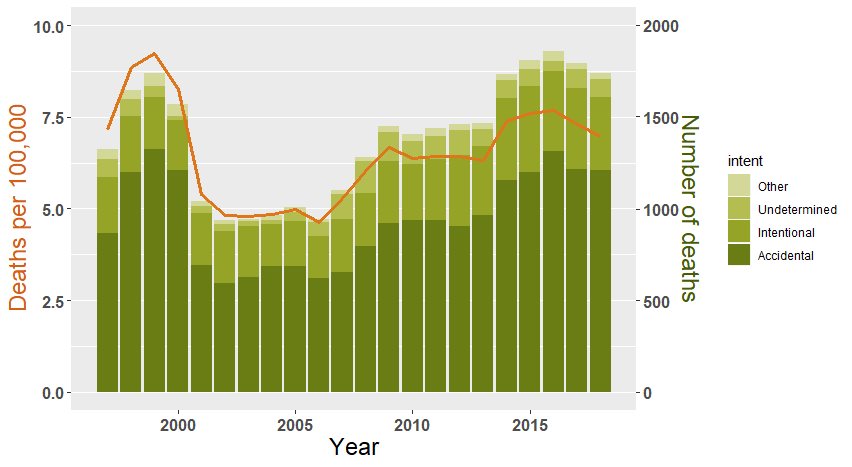 Deaths per 100,000
10.0
7.5
5.0
2.5
0.0
2000
2005
2010
2015
Year
2000
1500
1000
500
0
Number of deaths
intent
Other
Undetermined
Intentional
Accidental